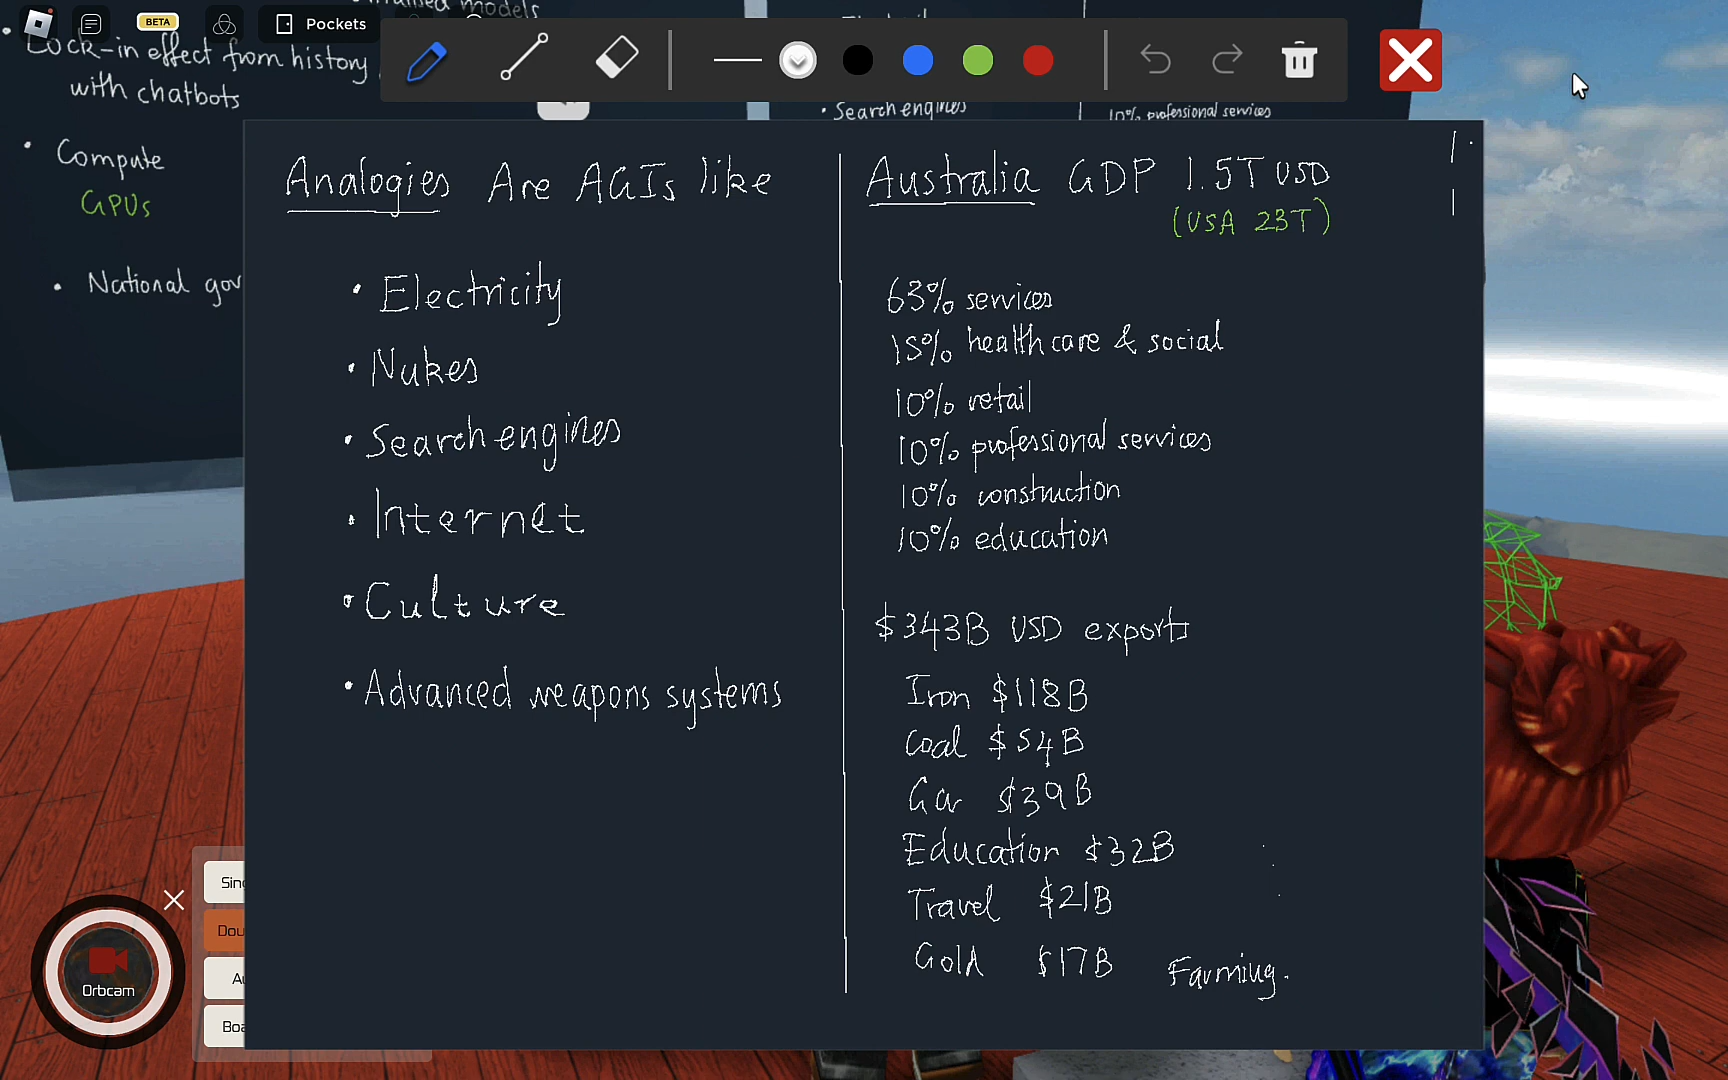 BETA
Pockets
Lock-in effect from history
with chatbots
• Compute
GPUs
• National gov
• Search engines
10% professional services
Analogies Are AGIs like
• Electricity
• Nukes
• Search engines
• Internet
• Culture
• Advanced weapons systems
Australia GDP 1.5T USD
(USA 23T)
63% services
15% health care & social
10% retail
10% professional services
10% construction
10% education
$343B USD exports
Iron $118B
Coal $54B
Gas $39B
Education $32B
Travel $21B
Gold $17B Farming.
Orbcam